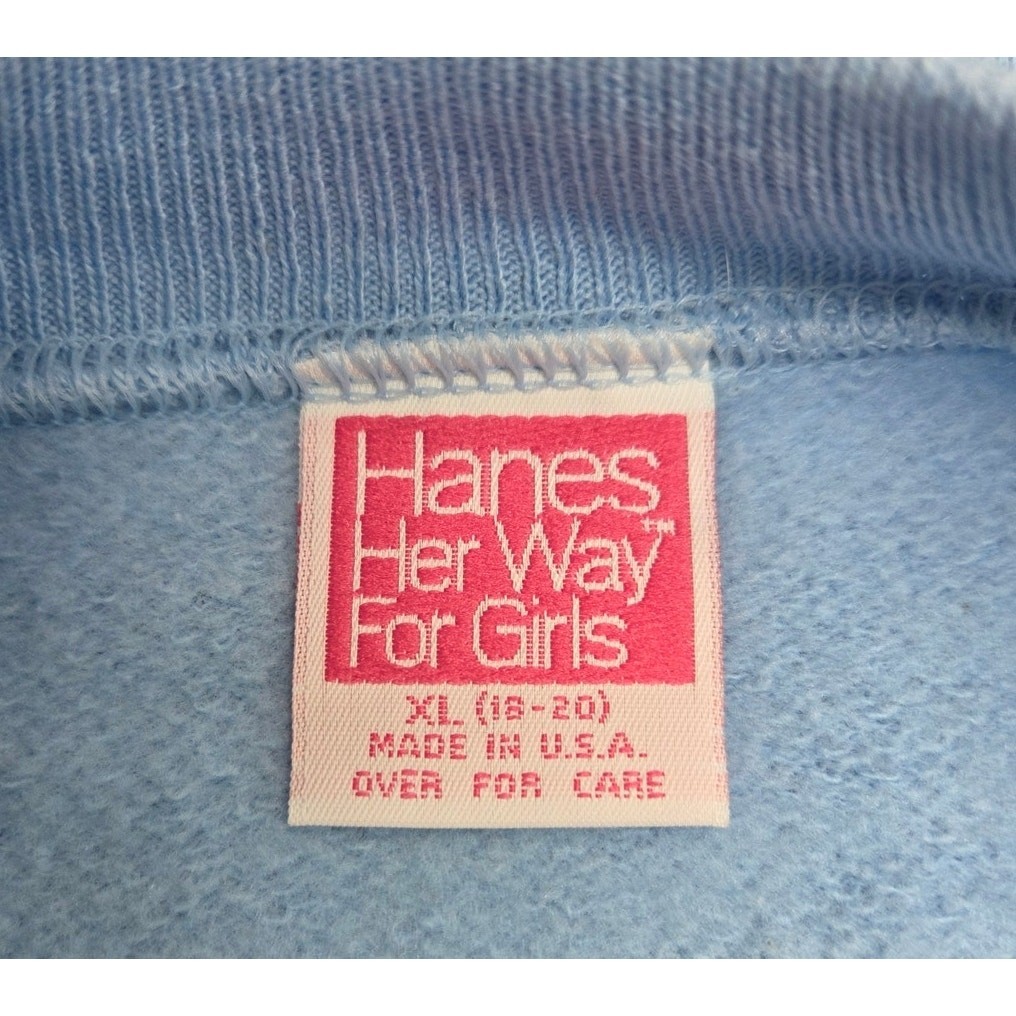 Hanes
Her Way™
For Girls
XL (18-20)
MADE IN U.S.A.
OVER FOR CARE